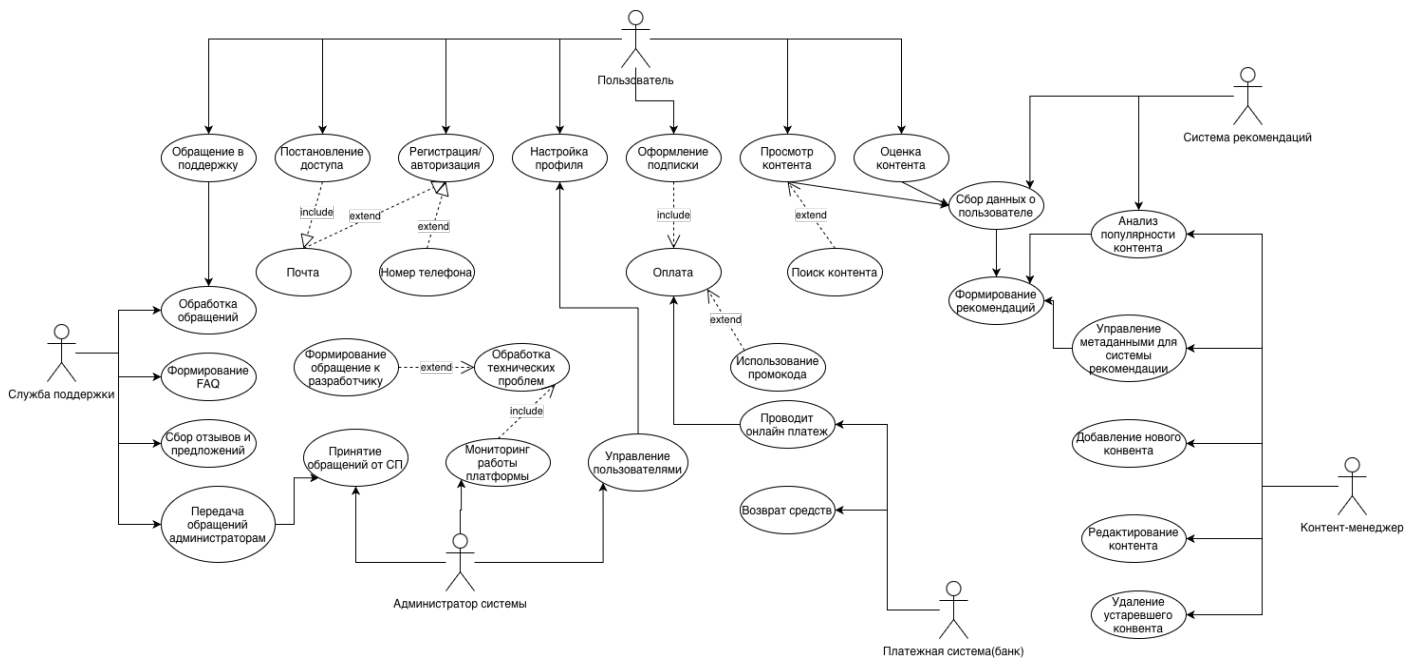 Пользователь
Система рекомендаций
Обращение в
поддержку
Постановление
доступа
Регистрация/
авторизация
Настройка
профиля
Оформление
подписки
Просмотр
контента
Оценка
контента
Сбор данных о
пользователе
include
extend
extend
include
extend
Анализ
популярности
контента
Почта
Номер телефона
Оплата
Поиск контента
Обработка
обращений
Формирование
рекомендаций
extend
Служба поддержки
Формирование
FAQ
Формирование
обращение к
разработчику
extend
Обработка
технических
проблем
Использование
промокода
Управление
метаданными для
системы
рекомендации
include
Сбор отзывов и
предложений
Принятие
обращений от СП
Мониторинг
работы
платформы
Управление
пользователями
Проводит
онлайн платеж
Добавление нового
конвента
Передача
обращений
администраторам
Возврат средств
Контент-менеджер
Редактирование
контента
Администратор системы
Удаление
устаревшего
конвента
Платежная система(банк)